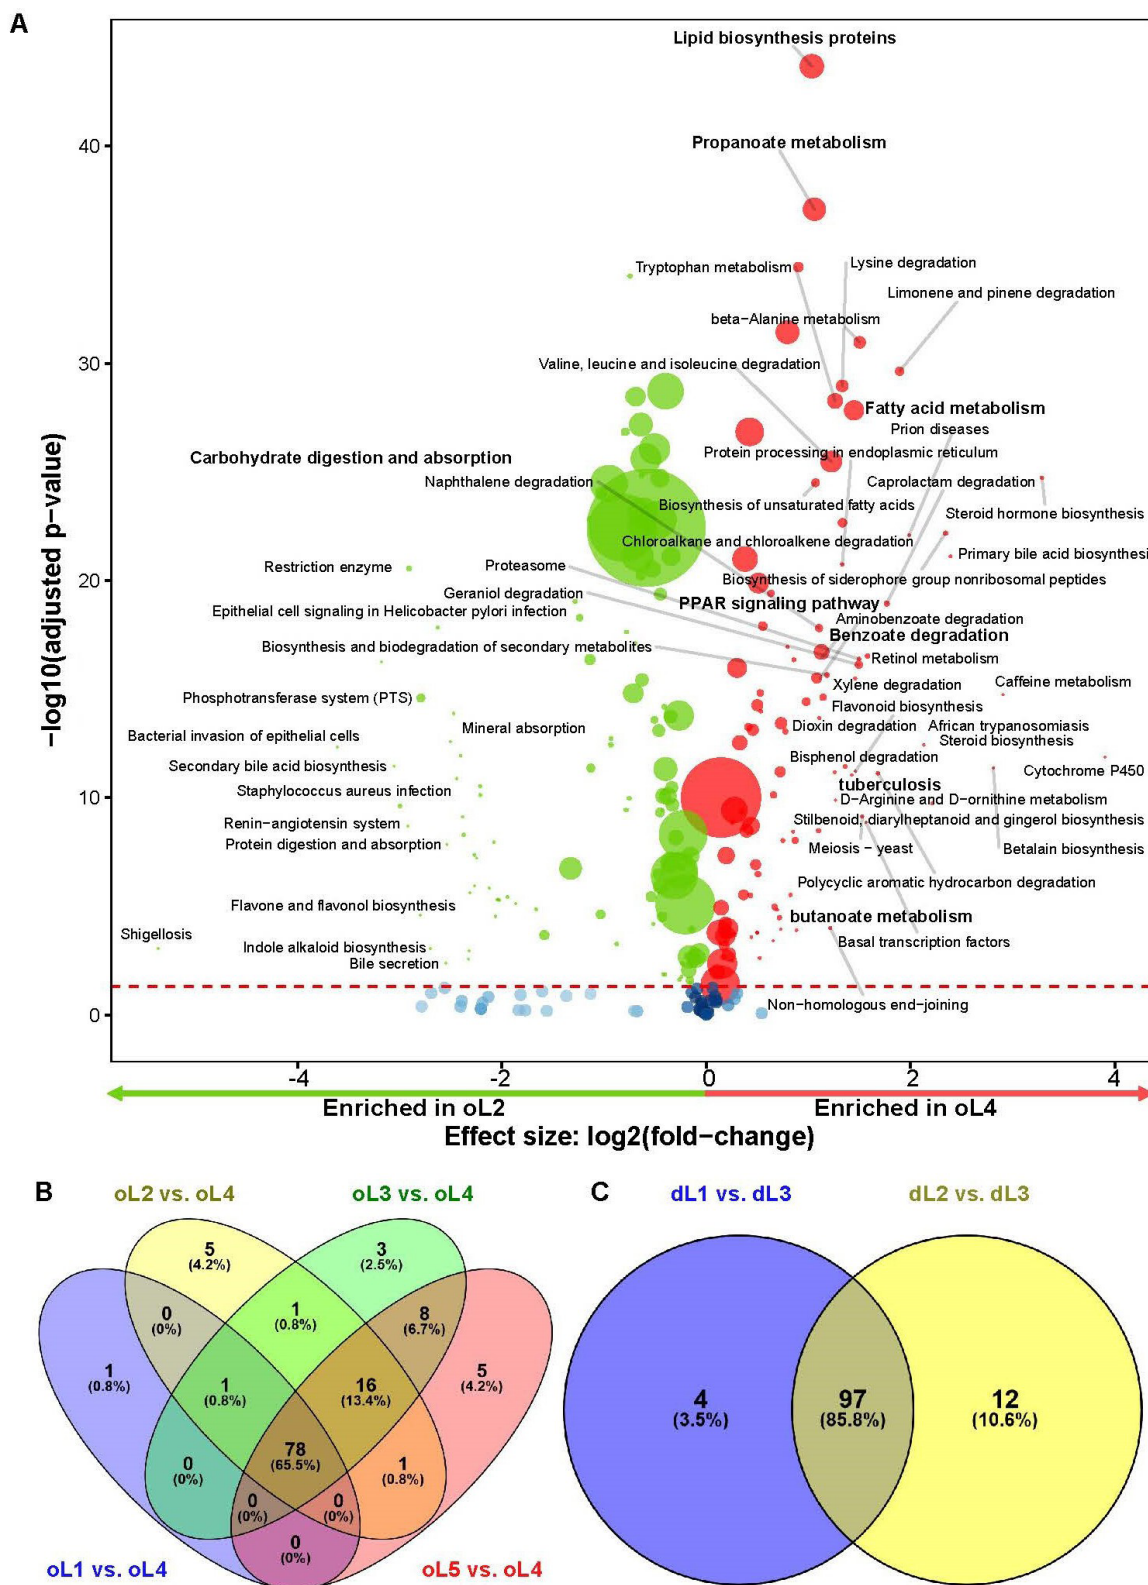 A
Lipid biosynthesis proteins
40
Propanoate metabolism
Tryptophan metabolism
Lysine degradation
Limonene and pinene degradation
beta−Alanine metabolism
30
Valine, leucine and isoleucine degradation
Fatty acid metabolism
Prion diseases
Carbohydrate digestion and absorption
Protein processing in endoplasmic reticulum
Naphthalene degradation
Caprolactam degradation
Biosynthesis of unsaturated fatty acids
Steroid hormone biosynthesis
Chloroalkane and chloroalkene degradation
Primary bile acid biosynthesi
Restriction enzyme
Proteasome
20
Biosynthesis of siderophore group nonribosomal peptides
Geraniol degradation
PPAR signaling pathway
Epithelial cell signaling in Helicobacter pylori infection
Aminobenzoate degradation
Benzoate degradation
Biosynthesis and biodegradation of secondary metabolites
Retinol metabolism
Xylene degradation
Caffeine metabolism
Phosphotransferase system (PTS)
Flavonoid biosynthesis
Mineral absorption
Dioxin degradation
African trypanosomiasis
Bacterial invasion of epithelial cells
Steroid biosynthesis
Bisphenol degradation
Secondary bile acid biosynthesis
Cytochrome P450
tuberculosis
Staphylococcus aureus infection
10
D−Arginine and D−ornithine metabolism
Renin−angiotensin system
Stilbenoid, diarylheptanoid and gingerol biosynthesis
Protein digestion and absorption
Meiosis − yeast
Betalain biosynthesis
Polycyclic aromatic hydrocarbon degradation
Flavone and flavonol biosynthesis
butanoate metabolism
Shigellosis
Indole alkaloid biosynthesis
Basal transcription factors
Bile secretion
Non−homologous end−joining
0
−log10(adjusted p−value)
-4 -2 0 2 4
Enriched in oL2
Enriched in oL4
Effect size: log2(fold−change)
B
oL2 vs. oL4
oL3 vs. oL4
5
(4.2%)
3
(2.5%)
0
(0%)
1
(0.8%)
8
(6.7%)
1
(0.8%)
1
(0.8%)
16
(13.4%)
5
(4.2%)
0
(0%)
78
(65.5%)
1
(0.8%)
0
(0%)
0
(0%)
0
(0%)
oL1 vs. oL4
oL5 vs. oL4
C
dL1 vs. dL3
dL2 vs. dL3
4
(3.5%)
97
(85.8%)
12
(10.6%)